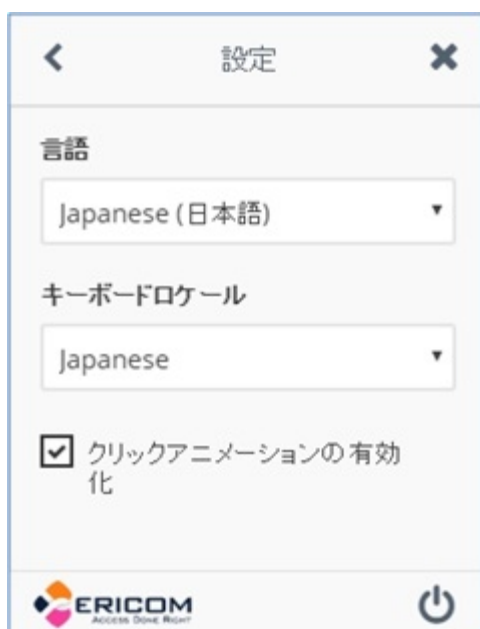 設定
言語
Japanese (日本語)
キーボードロケール
Japanese
クリックアニメーションの有効
化
ERICOM
ACCESS DONE RIGHT